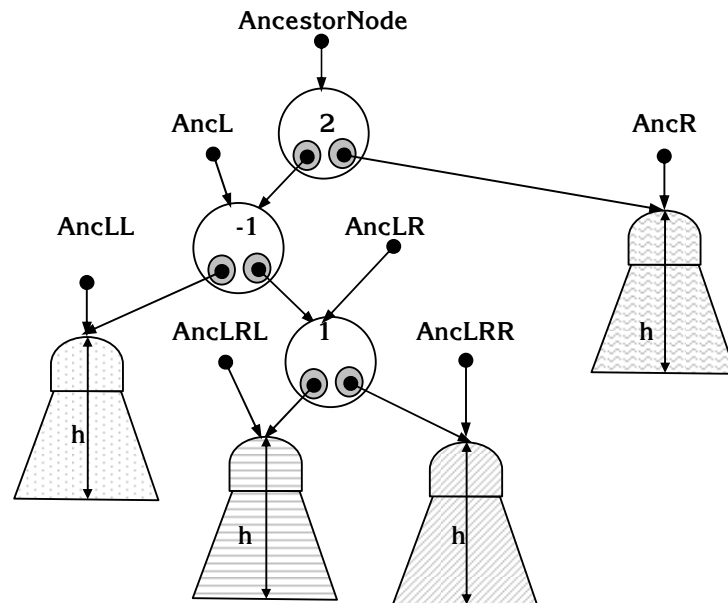 AncestorNode
AncL
2
AncR
AncLL
-1
AncLR
AncLRL
1
AncLRR
h
h
h
h